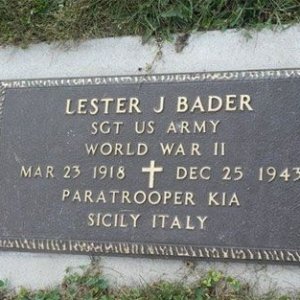 LESTER J BADER
SGT US ARMY
WORLD WAR II
MAR 23 1918 ✝ DEC 25 1943
PARATROOPER KIA
SICILY ITALY